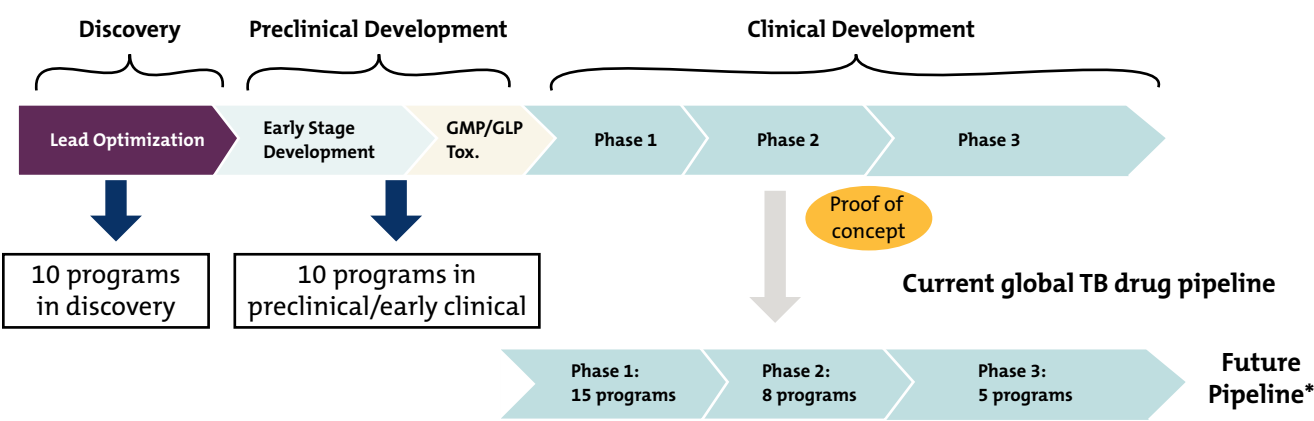 Discovery
Preclinical Development
Clinical Development
Lead Optimization
Early Stage
Development
GMP/GLP
Tox.
Phase 1
Phase 2
Phase 3
Proof of
concept
10 programs
in discovery
10 programs in
preclinical/early clinical
Current global TB drug pipeline
Phase 1:
15 programs
Phase 2:
8 programs
Phase 3:
5 programs
Future
Pipeline*